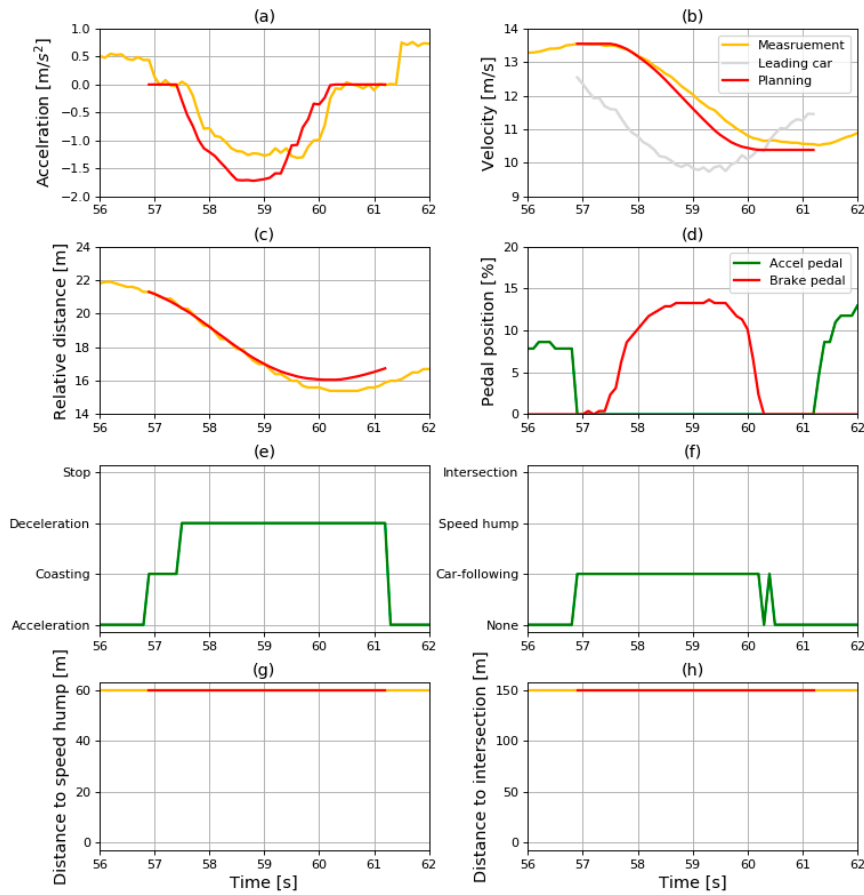 (a)
Accelration [m/s²]
1.0
0.5
0.0
−0.5
−1.0
−1.5
−2.0
56 57 58 59 60 61 62
(b)
Velocity [m/s]
14
13
12
11
10
9
Measruement
Leading car
Planning
56 57 58 59 60 61 62
(c)
Relative distance [m]
24
22
20
18
16
14
56 57 58 59 60 61 62
(d)
Pedal position [%]
20
15
10
5
0
Accel pedal
Brake pedal
56 57 58 59 60 61 62
(e)
Stop
Deceleration
Coasting
Acceleration
56 57 58 59 60 61 62
(f)
Intersection
Speed hump
Car-following
None
56 57 58 59 60 61 62
(g)
Distance to speed hump [m]
60
40
20
0
56 57 58 59 60 61 62
Time [s]
(h)
Distance to intersection [m]
150
100
50
0
56 57 58 59 60 61 62
Time [s]